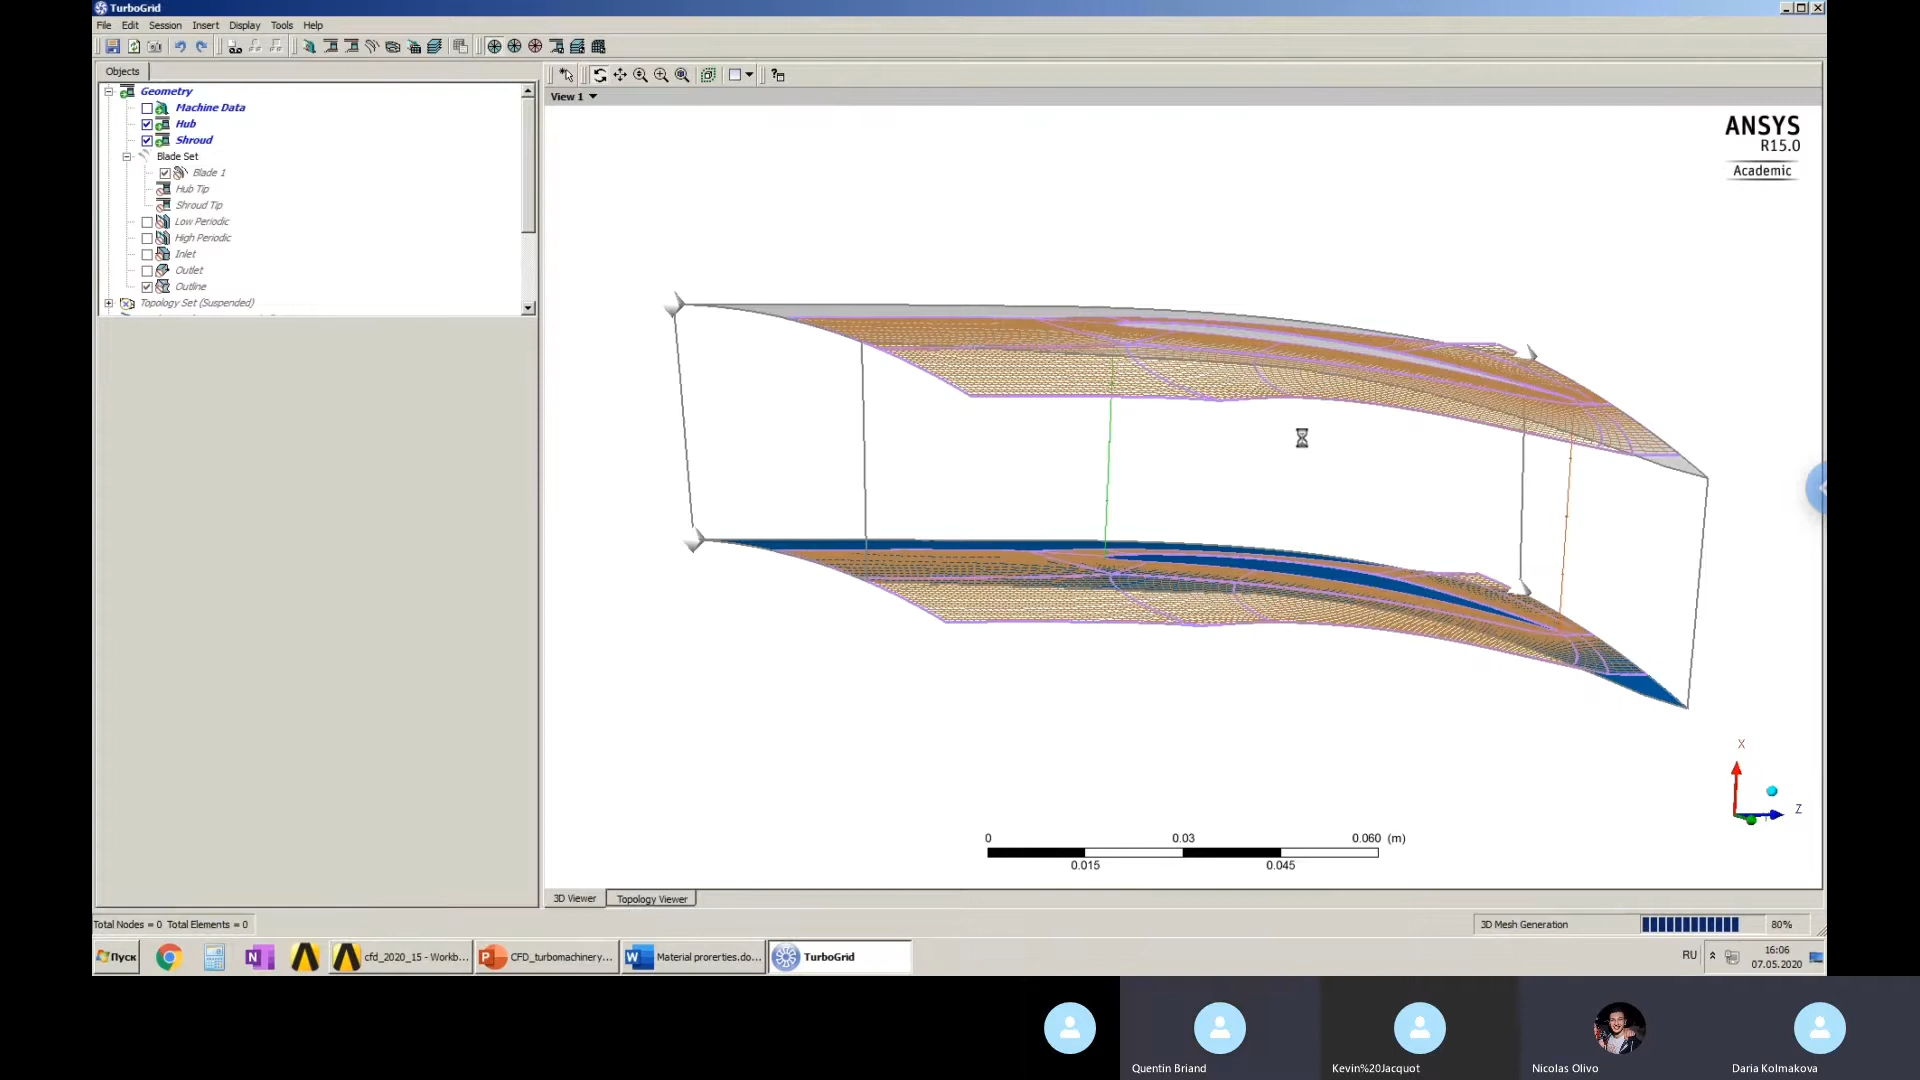 TurboGrid
File Edit Session Insert Display Tools Help
Objects
Geometry
Machine Data
Hub
Shroud
Blade Set
Blade 1
Hub Tip
Shroud Tip
Low Periodic
High Periodic
Inlet
Outlet
Outline
Topology Set (Suspended)
View 1
ANSYS
R15.0
Academic
X
Z
0 0.03 0.060 (m)
0.015 0.045
3D Viewer Topology Viewer
Total Nodes = 0 Total Elements = 0
3D Mesh Generation 80%
Пуск
cfd_2020_15 - Workb...
CFD_turbomachinery...
Material prorerties.do...
TurboGrid
RU
16:06
07.05.2020
Quentin Briand
Kevin%20Jacquot
Nicolas Olivo
Daria Kolmakova